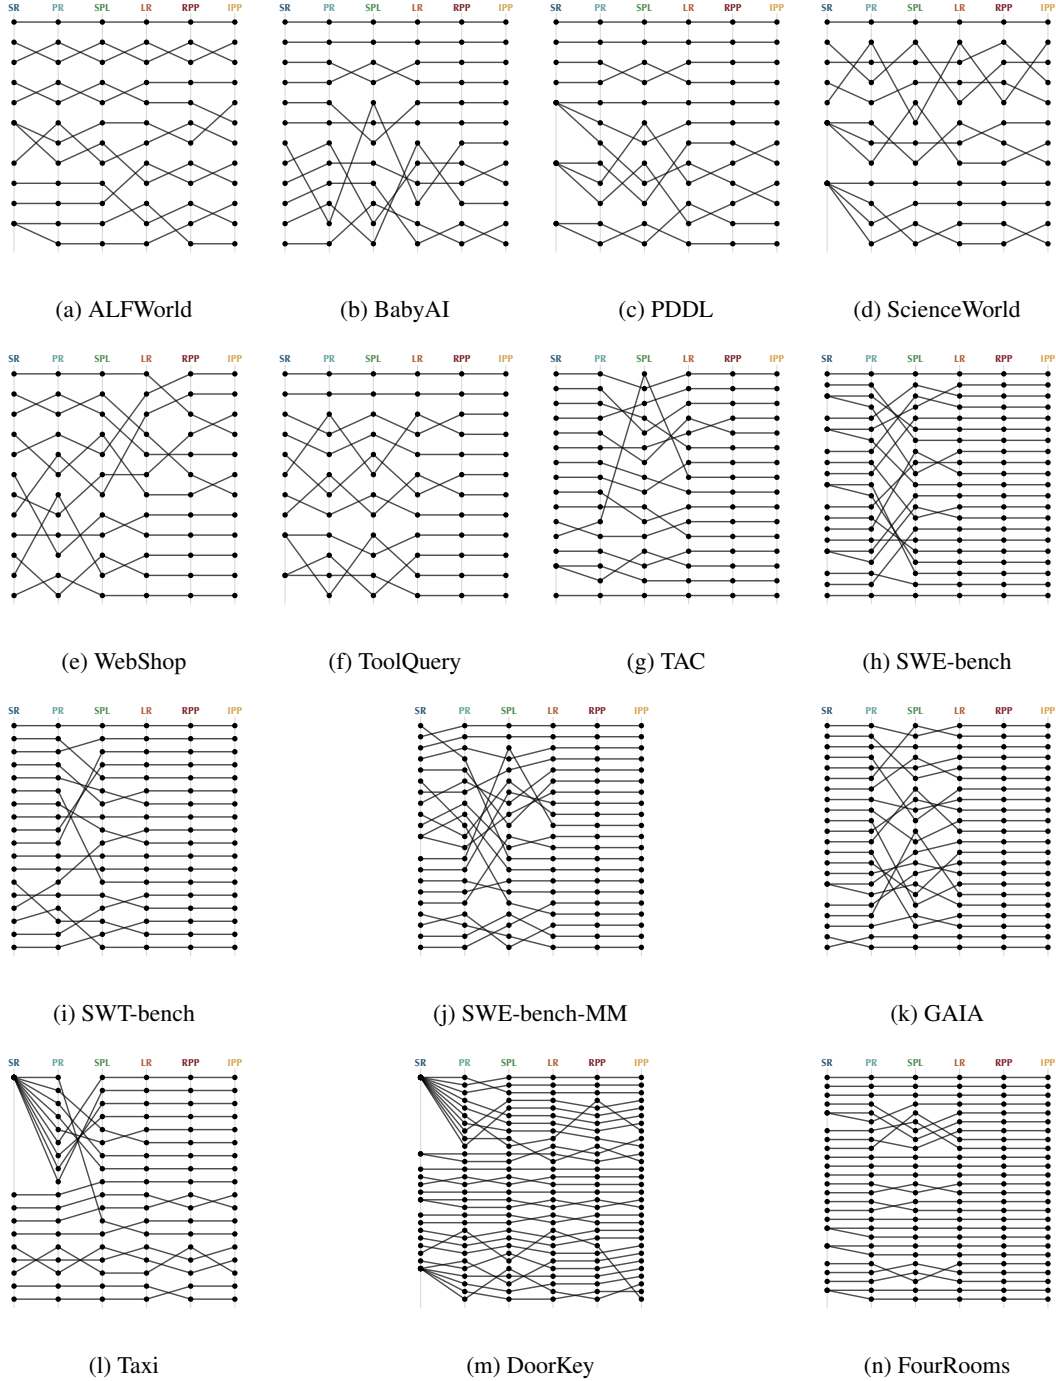 SR PR SPL LR RPP IPP SR PR SPL LR RPP IPP SR PR SPL LR RPP IPP SR PR SPL LR RPP IPP
(a) ALFWorld (b) BabyAI (c) PDDL (d) ScienceWorld
SR PR SPL LR RPP IPP SR PR SPL LR RPP IPP SR PR SPL LR RPP IPP SR PR SPL LR RPP IPP
(e) WebShop (f) ToolQuery (g) TAC (h) SWE-bench
SR PR SPL LR RPP IPP SR PR SPL LR RPP IPP SR PR SPL LR RPP IPP
(i) SWT-bench (j) SWE-bench-MM (k) GAIA
SR PR SPL LR RPP IPP SR PR SPL LR RPP IPP SR PR SPL LR RPP IPP
(l) Taxi (m) DoorKey (n) FourRooms